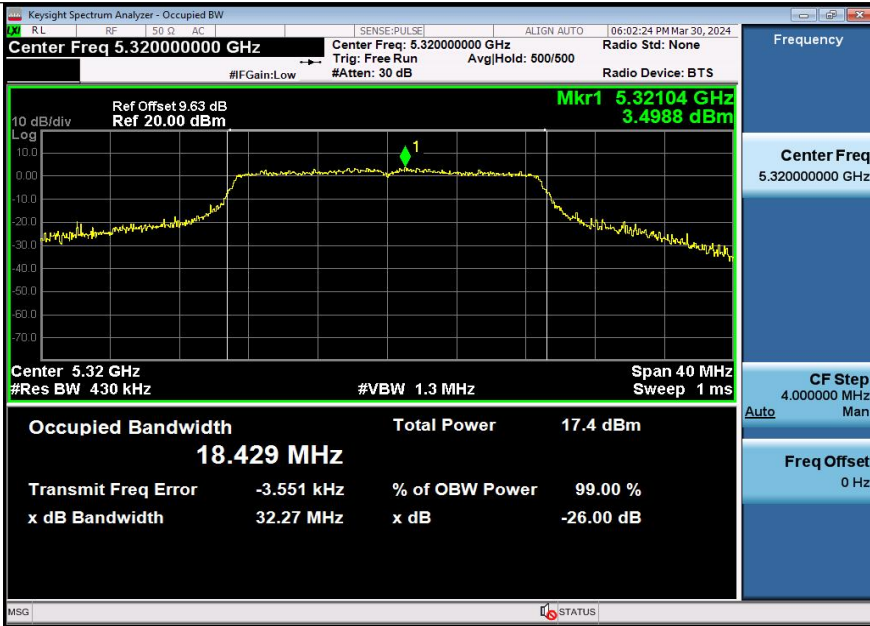 Keysight Spectrum Analyzer - Occupied BW
LXI RL RF 50 Ω AC SENSE:PULSE ALIGN AUTO 06:02:24 PM Mar 30, 2024
Center Freq 5.320000000 GHz
Center Freq: 5.320000000 GHz
Radio Std: None
Trig: Free Run Avg|Hold: 500/500
#IFGain:Low #Atten: 30 dB Radio Device: BTS
Frequency
Ref Offset 9.63 dB
Mkr1 5.32104 GHz
10 dB/div Ref 20.00 dBm 3.4988 dBm
Log
10.0
0.00
-10.0
-20.0
-30.0
-40.0
-50.0
-60.0
-70.0
1
Center 5.32 GHz Span 40 MHz
#Res BW 430 kHz #VBW 1.3 MHz Sweep 1 ms
Center Freq
5.320000000 GHz
CF Step
4.000000 MHz
Auto Man
Freq Offset
0 Hz
Occupied Bandwidth Total Power 17.4 dBm
18.429 MHz
Transmit Freq Error -3.551 kHz % of OBW Power 99.00 %
x dB Bandwidth 32.27 MHz x dB -26.00 dB
MSG STATUS